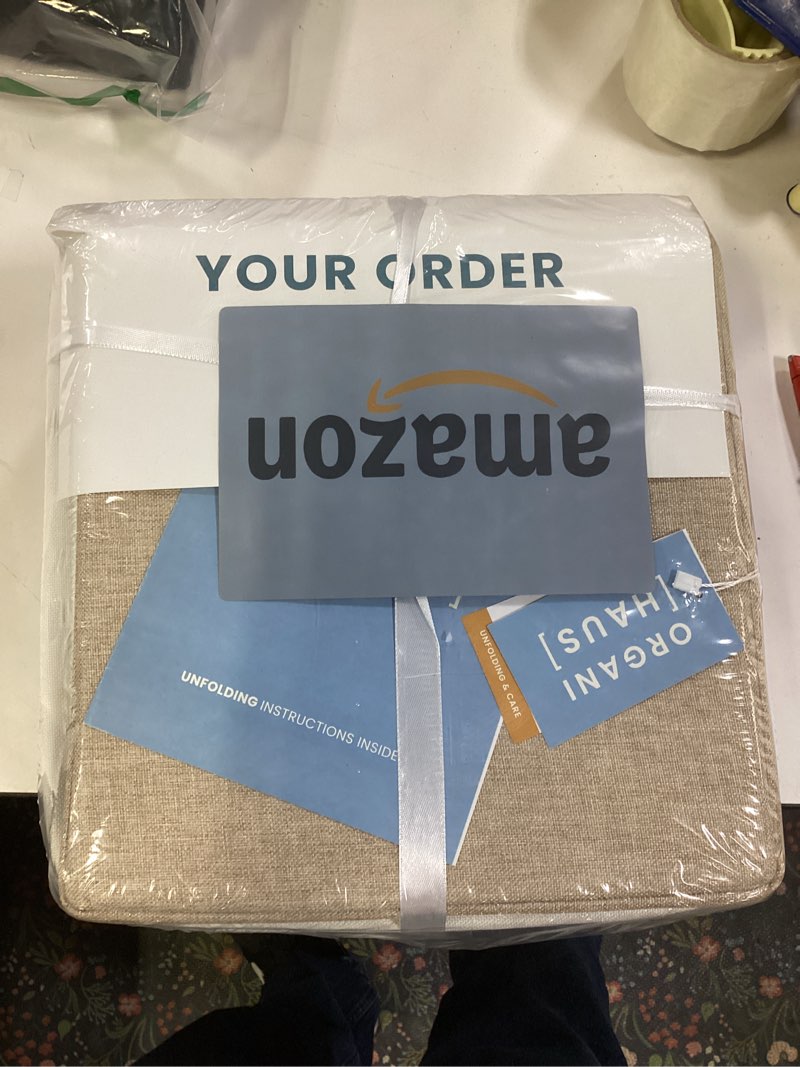 YOUR ORDER
amazon
UNFOLDING INSTRUCTIONS INSIDE
UNFOLDING & CARE
ORGANI
[HAUS]